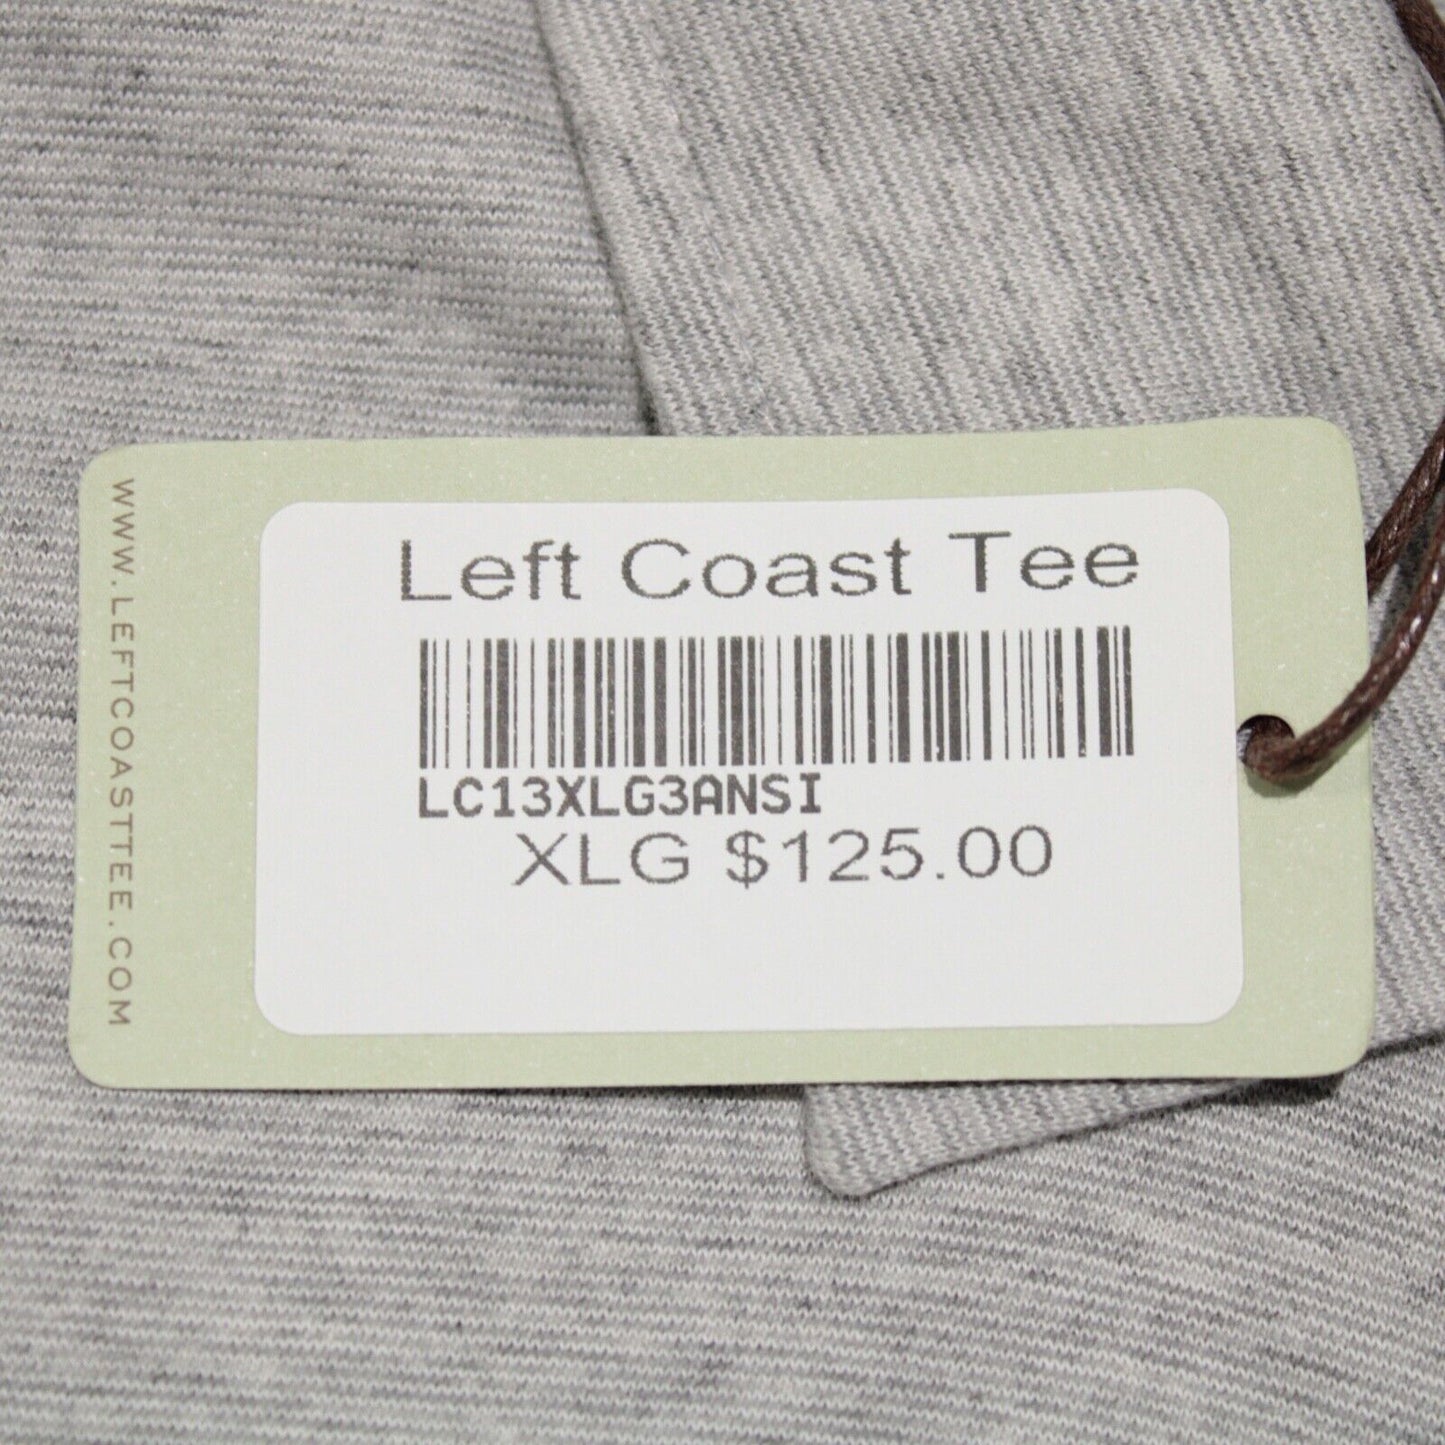 WWW.LEFTCOASTTEE.COM
Left Coast Tee
LC13XLG3ANSI
XLG $125.00